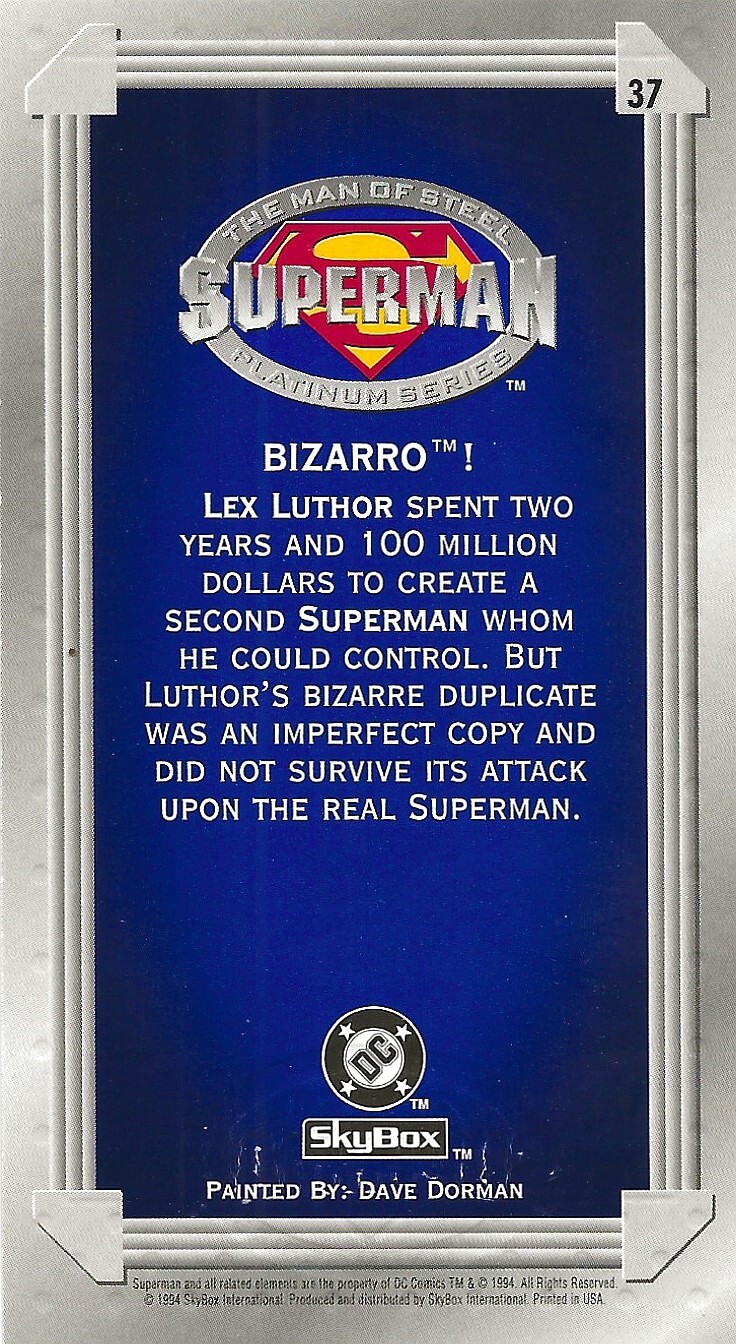 37
THE MAN OF STEEL
SUPERMAN
PLATINUM SERIES
TM
BIZARRO™!
LEX LUTHOR SPENT TWO
YEARS AND 100 MILLION
DOLLARS TO CREATE A
SECOND SUPERMAN WHOM
HE COULD CONTROL. BUT
LUTHOR'S BIZARRE DUPLICATE
WAS AN IMPERFECT COPY AND
DID NOT SURVIVE ITS ATTACK
UPON THE REAL SUPERMAN.
DC
TM
SkyBox TM
PAINTED BY: DAVE DORMAN
Superman and all related elements are the property of DC Comics TM & © 1994. All Rights Reserved.
© 1994 SkyBox International. Produced and distributed by SkyBox International. Printed in USA.